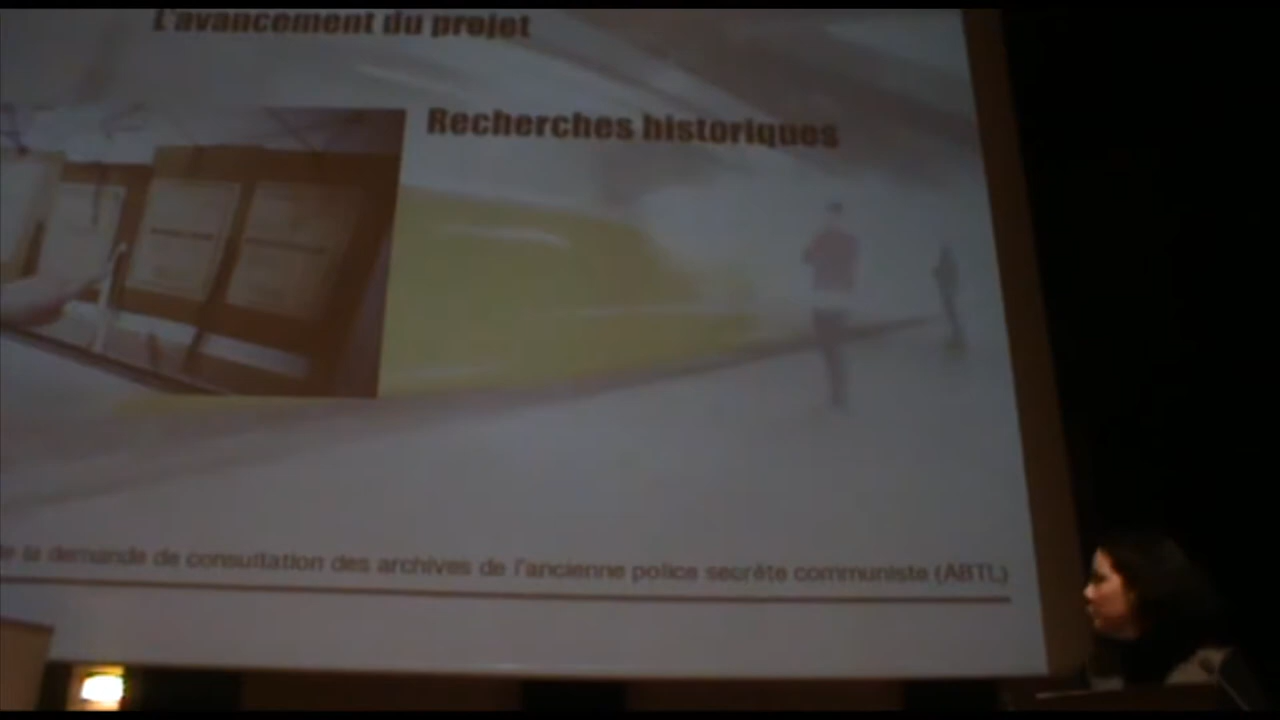 L'avancement du projet
Recherches historiques
la demande de consultation des archives de l'ancienne police secrète communiste (ABTL)